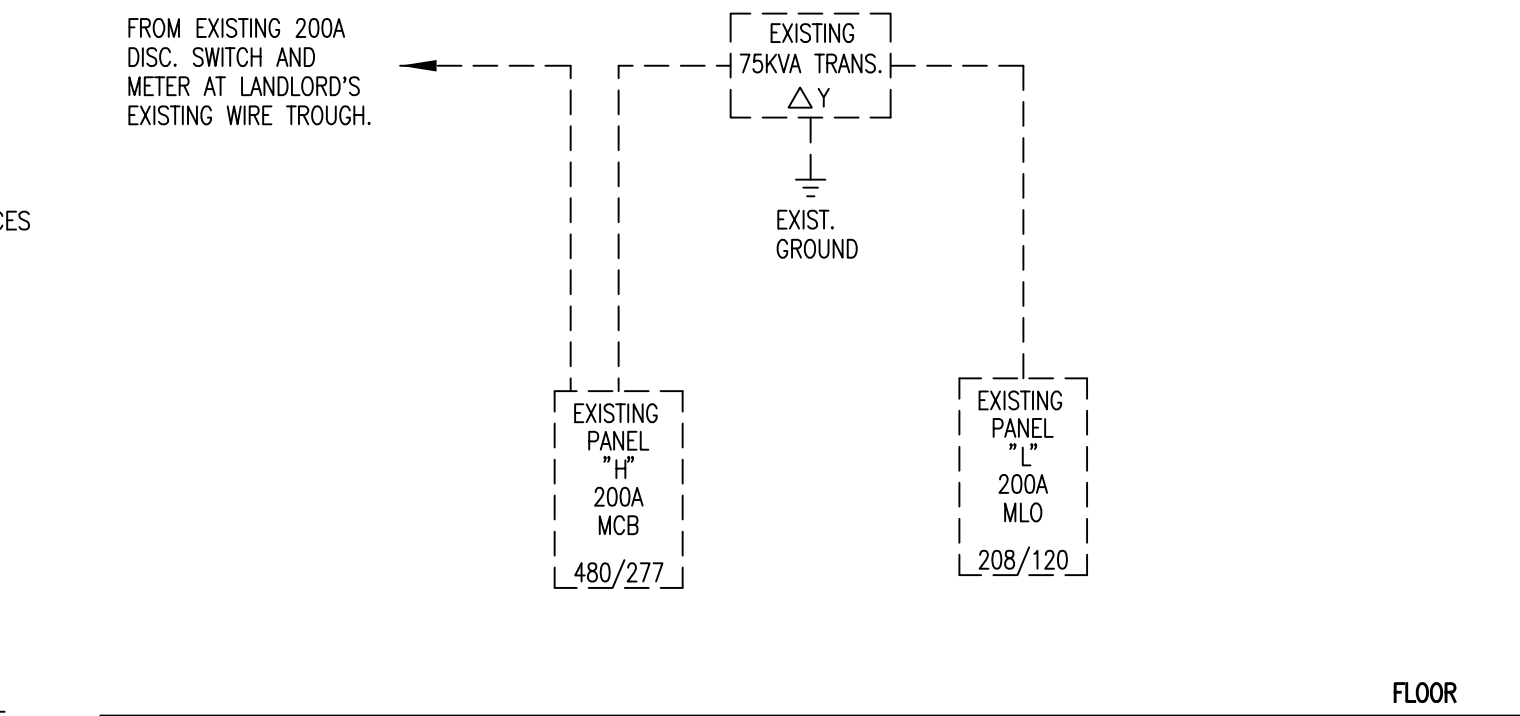 FROM EXISTING 200A
DISC. SWITCH AND
METER AT LANDLORD'S
EXISTING WIRE TROUGH.
EXISTING
75KVA TRANS.
△Y
EXIST.
GROUND
EXISTING
PANEL
"H"
200A
MCB
480/277
EXISTING
PANEL
"L"
200A
MLO
208/120
FLOOR